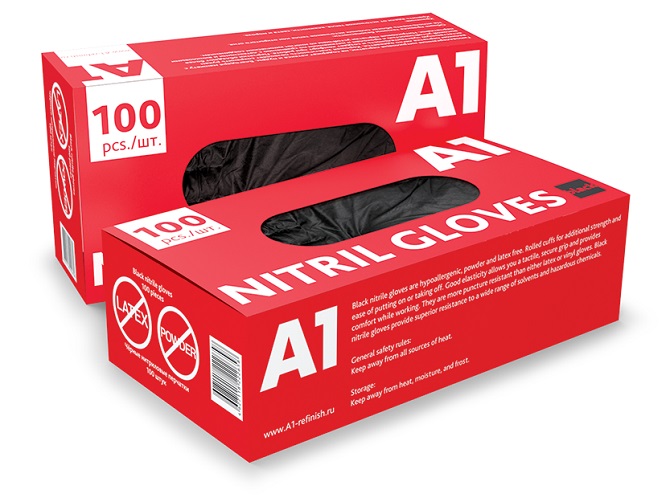 A1
100
pcs./шт.
A1
A1
100
pcs./шт.
NITRIL GLOVES
Black nitrile gloves
100 pieces
LATEX
POWDER
Черные нитриловые перчатки
100 штук
A1
Black nitrile gloves are hypoallergenic, powder and latex free. Rolled cuffs for additional strength and
ease of putting on or taking off. Good elasticity allows you a tactile, secure grip and provides
comfort while working. They are more puncture resistant than either latex or vinyl gloves. Black
nitrile gloves provide superior resistance to a wide range of solvents and hazardous chemicals.
General safety rules:
Keep away from all sources of heat.
Storage:
Keep away from heat, moisture, and frost.
www.A1-refinish.ru